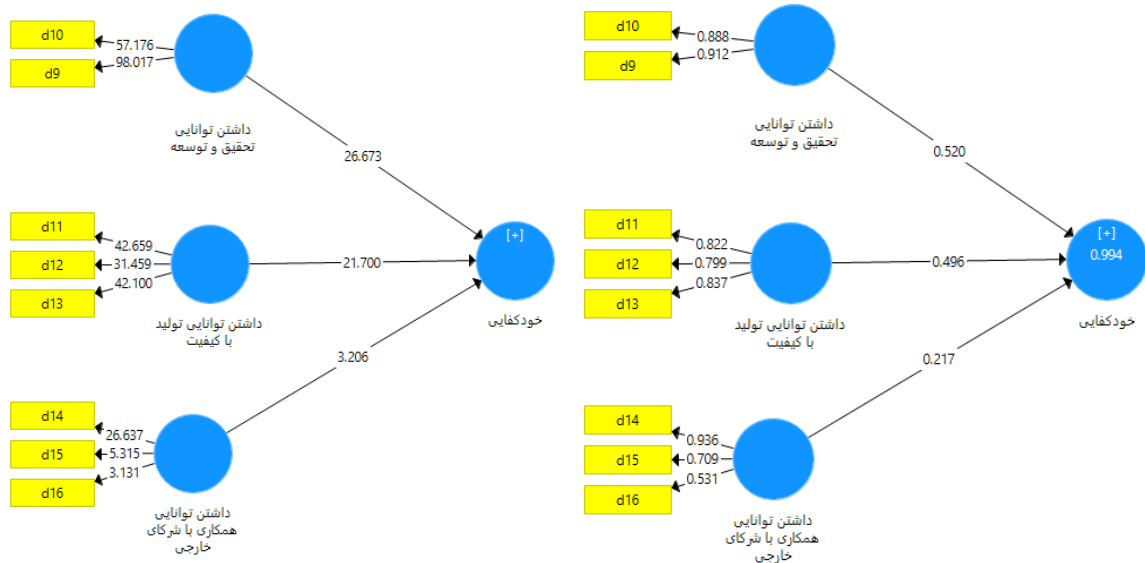 d10
d9
57.176
98.017
داشتن توانایی
تحقیق و توسعه
26.673
d11
d12
d13
42.659
31.459
42.100
داشتن توانایی تولید
با کیفیت
21.700
[+]
خودکفایی
3.206
d14
d15
d16
26.637
5.315
3.131
داشتن توانایی
همکاری با شرکای
خارجی
d10
d9
0.888
0.912
داشتن توانایی
تحقیق و توسعه
0.520
d11
d12
d13
0.822
0.799
0.837
داشتن توانایی تولید
با کیفیت
0.496
[+]
0.994
خودکفایی
0.217
d14
d15
d16
0.936
0.709
0.531
داشتن توانایی
همکاری با شرکای
خارجی